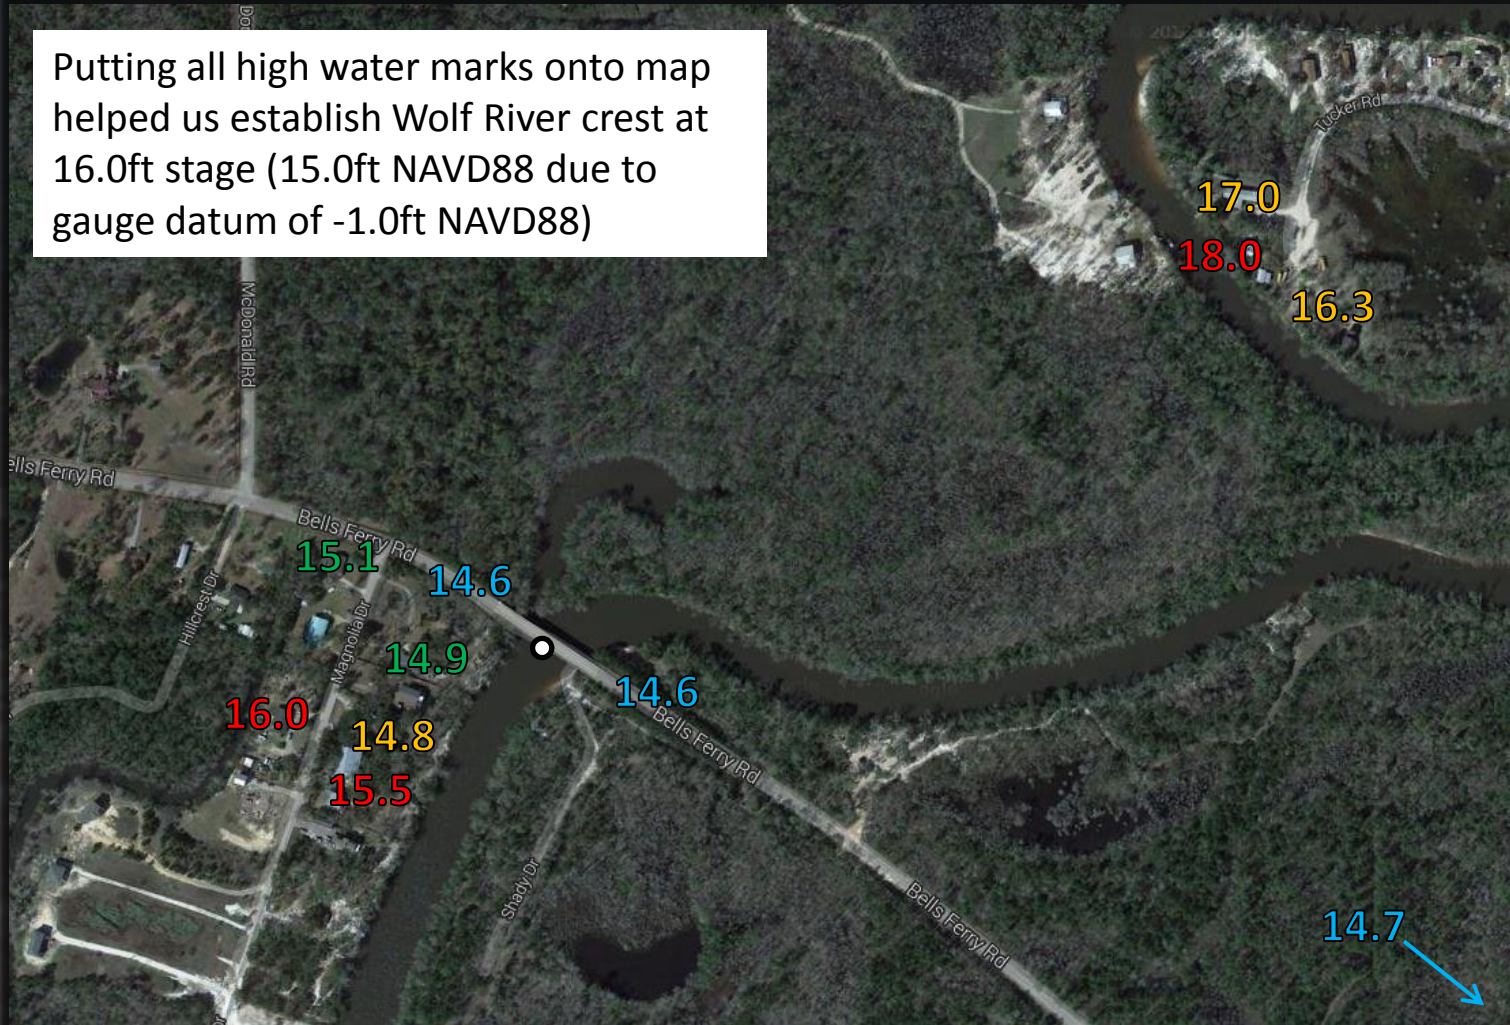 Putting all high water marks onto map
helped us establish Wolf River crest at
16.0ft stage (15.0ft NAVD88 due to
gauge datum of -1.0ft NAVD88)
Tucker Rd
17.0
18.0
16.3
McDonald Rd
ells Ferry Rd
Bells Ferry Rd
15.1
14.6
Hillcrest Dr
Magnolia Dr
14.9
14.6
16.0
14.8
Bells Ferry Rd
15.5
Shady Dr
Bells Ferry Rd
14.7